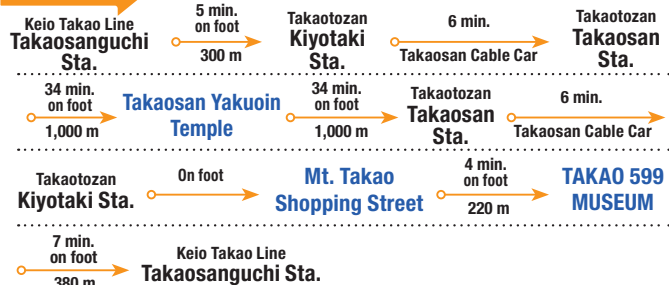 Keio Takao Line
Takaosanguchi
Sta.
5 min.
on foot
300 m
Takaotozan
Kiyotaki
Sta.
6 min.
Takaosan Cable Car
Takaotozan
Takaosan
Sta.
34 min.
on foot
1,000 m
Takaosan Yakuoin
Temple
34 min.
on foot
1,000 m
Takaotozan
Takaosan
Sta.
6 min.
Takaosan Cable Car
Takaotozan
Kiyotaki Sta.
On foot
Mt. Takao
Shopping Street
4 min.
on foot
220 m
TAKAO 599
MUSEUM
7 min.
on foot
380 m
Keio Takao Line
Takaosanguchi Sta.